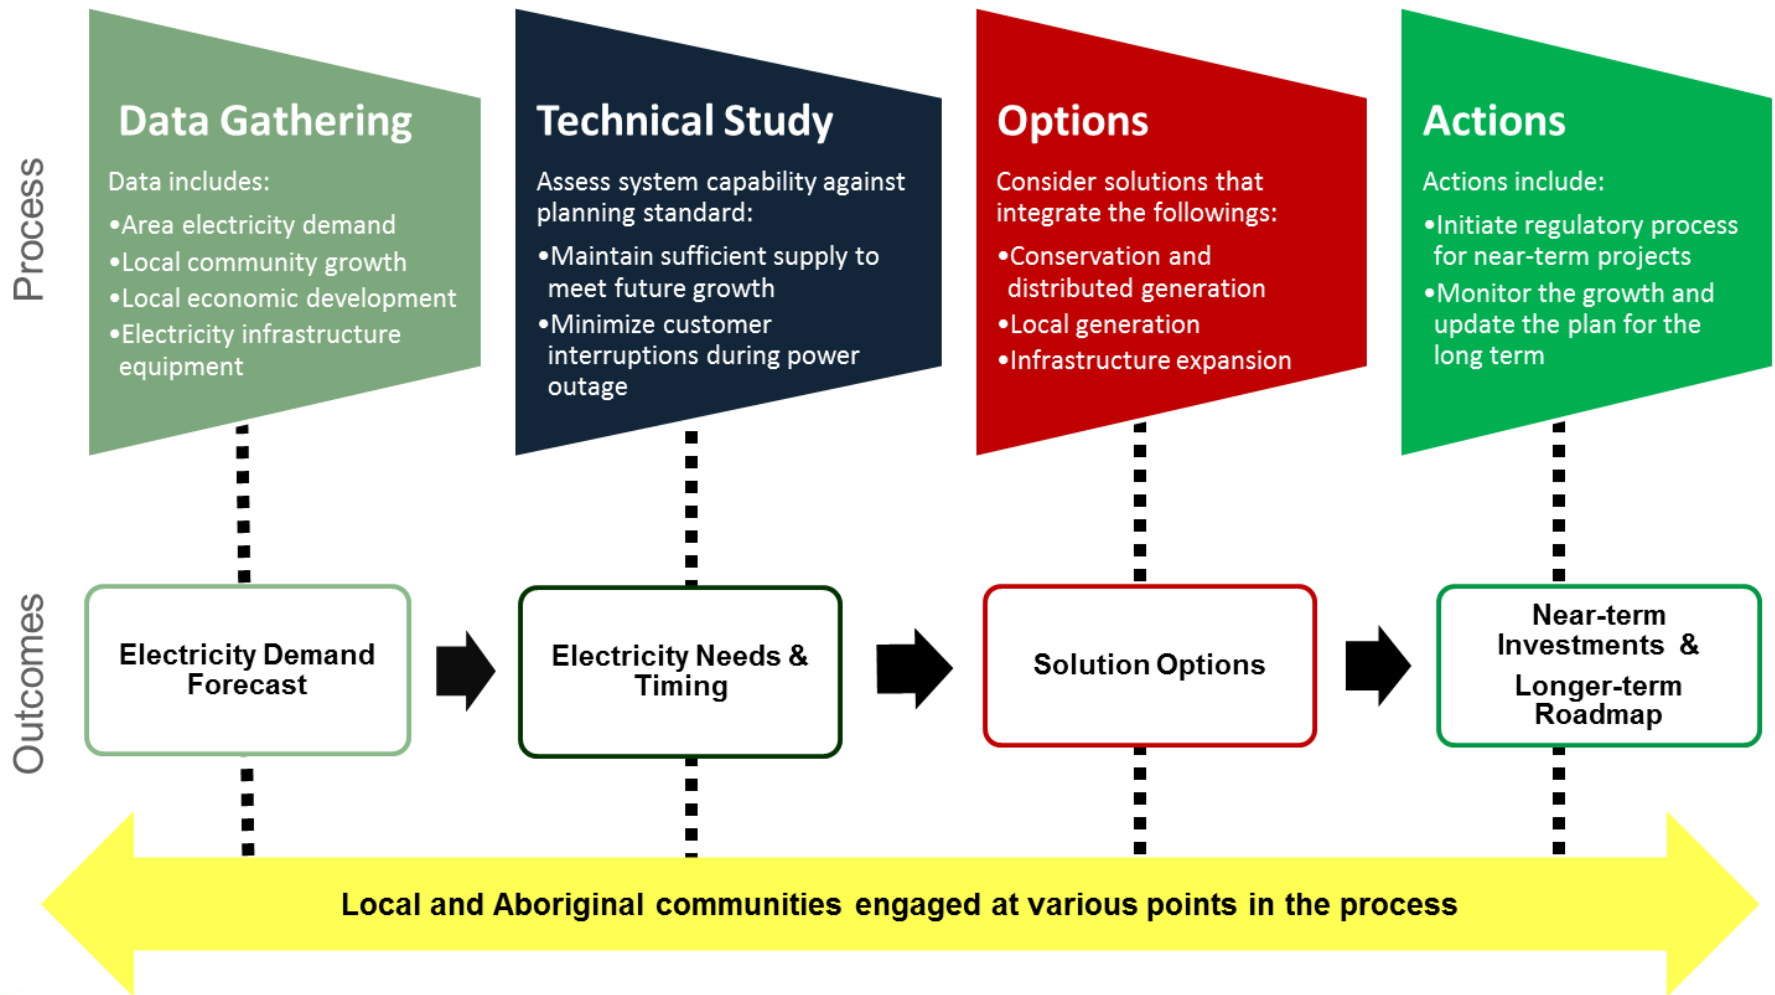 Process
Data Gathering
Data includes:
•Area electricity demand
•Local community growth
•Local economic development
•Electricity infrastructure
equipment
Technical Study
Assess system capability against
planning standard:
•Maintain sufficient supply to
meet future growth
•Minimize customer
interruptions during power
outage
Options
Consider solutions that
integrate the followings:
•Conservation and
distributed generation
•Local generation
•Infrastructure expansion
Actions
Actions include:
•Initiate regulatory process
for near-term projects
•Monitor the growth and
update the plan for the
long term
Outcomes
Electricity Demand
Forecast
Electricity Needs &
Timing
Solution Options
Near-term
Investments &
Longer-term
Roadmap
Local and Aboriginal communities engaged at various points in the process